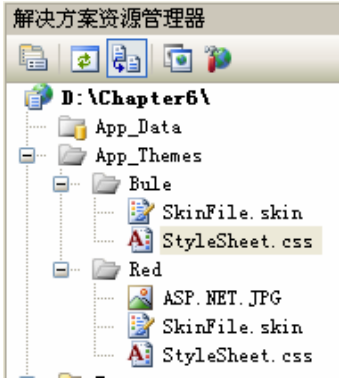 解决方案资源管理器
D:\Chapter6\
App_Data
App_Themes
Bule
SkinFile.skin
StyleSheet.css
Red
ASP.NET.JPG
SkinFile.skin
StyleSheet.css